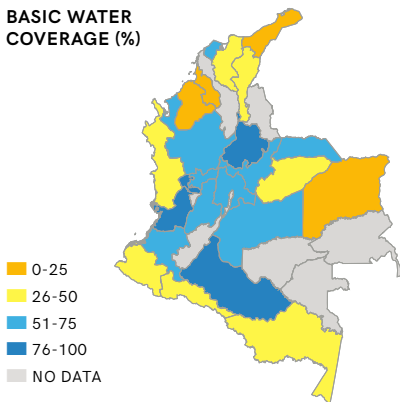 BASIC WATER
COVERAGE (%)
0-25
26-50
51-75
76-100
NO DATA